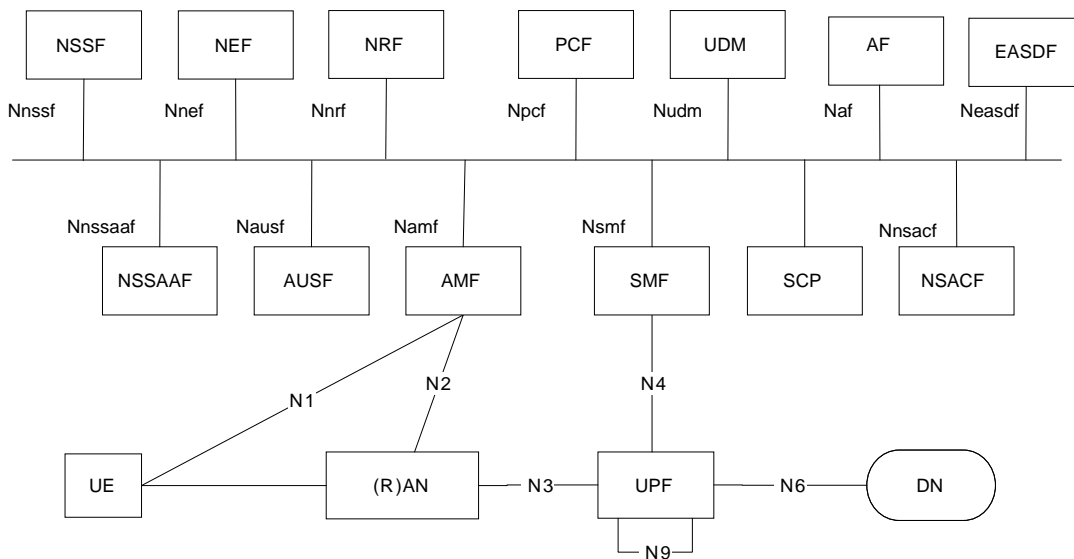 NSSF NEF NRF PCF UDM AF EASDF
Nnssf Nnef Nnrf Npcf Nudm Naf Neasdf
Nnssaaf Nausf Namf Nsmf Nnsacf
NSSAAF AUSF AMF SMF SCP NSACF
N1 N2 N4
UE (R)AN N3 UPF N6 DN
N9